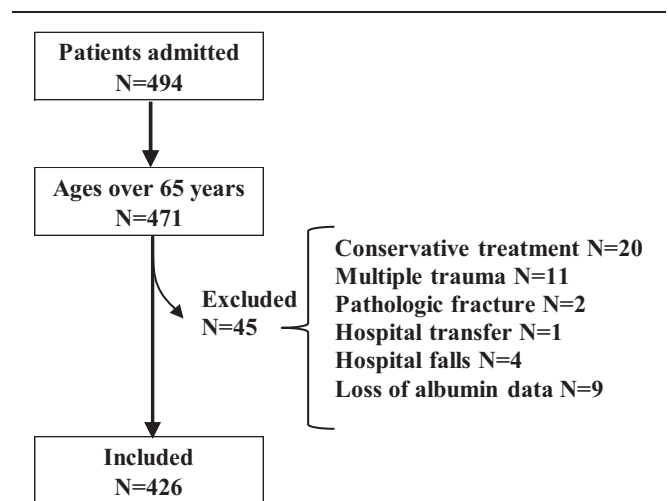 Patients admitted
N=494
Ages over 65 years
N=471
Excluded
N=45
Conservative treatment N=20
Multiple trauma N=11
Pathologic fracture N=2
Hospital transfer N=1
Hospital falls N=4
Loss of albumin data N=9
Included
N=426